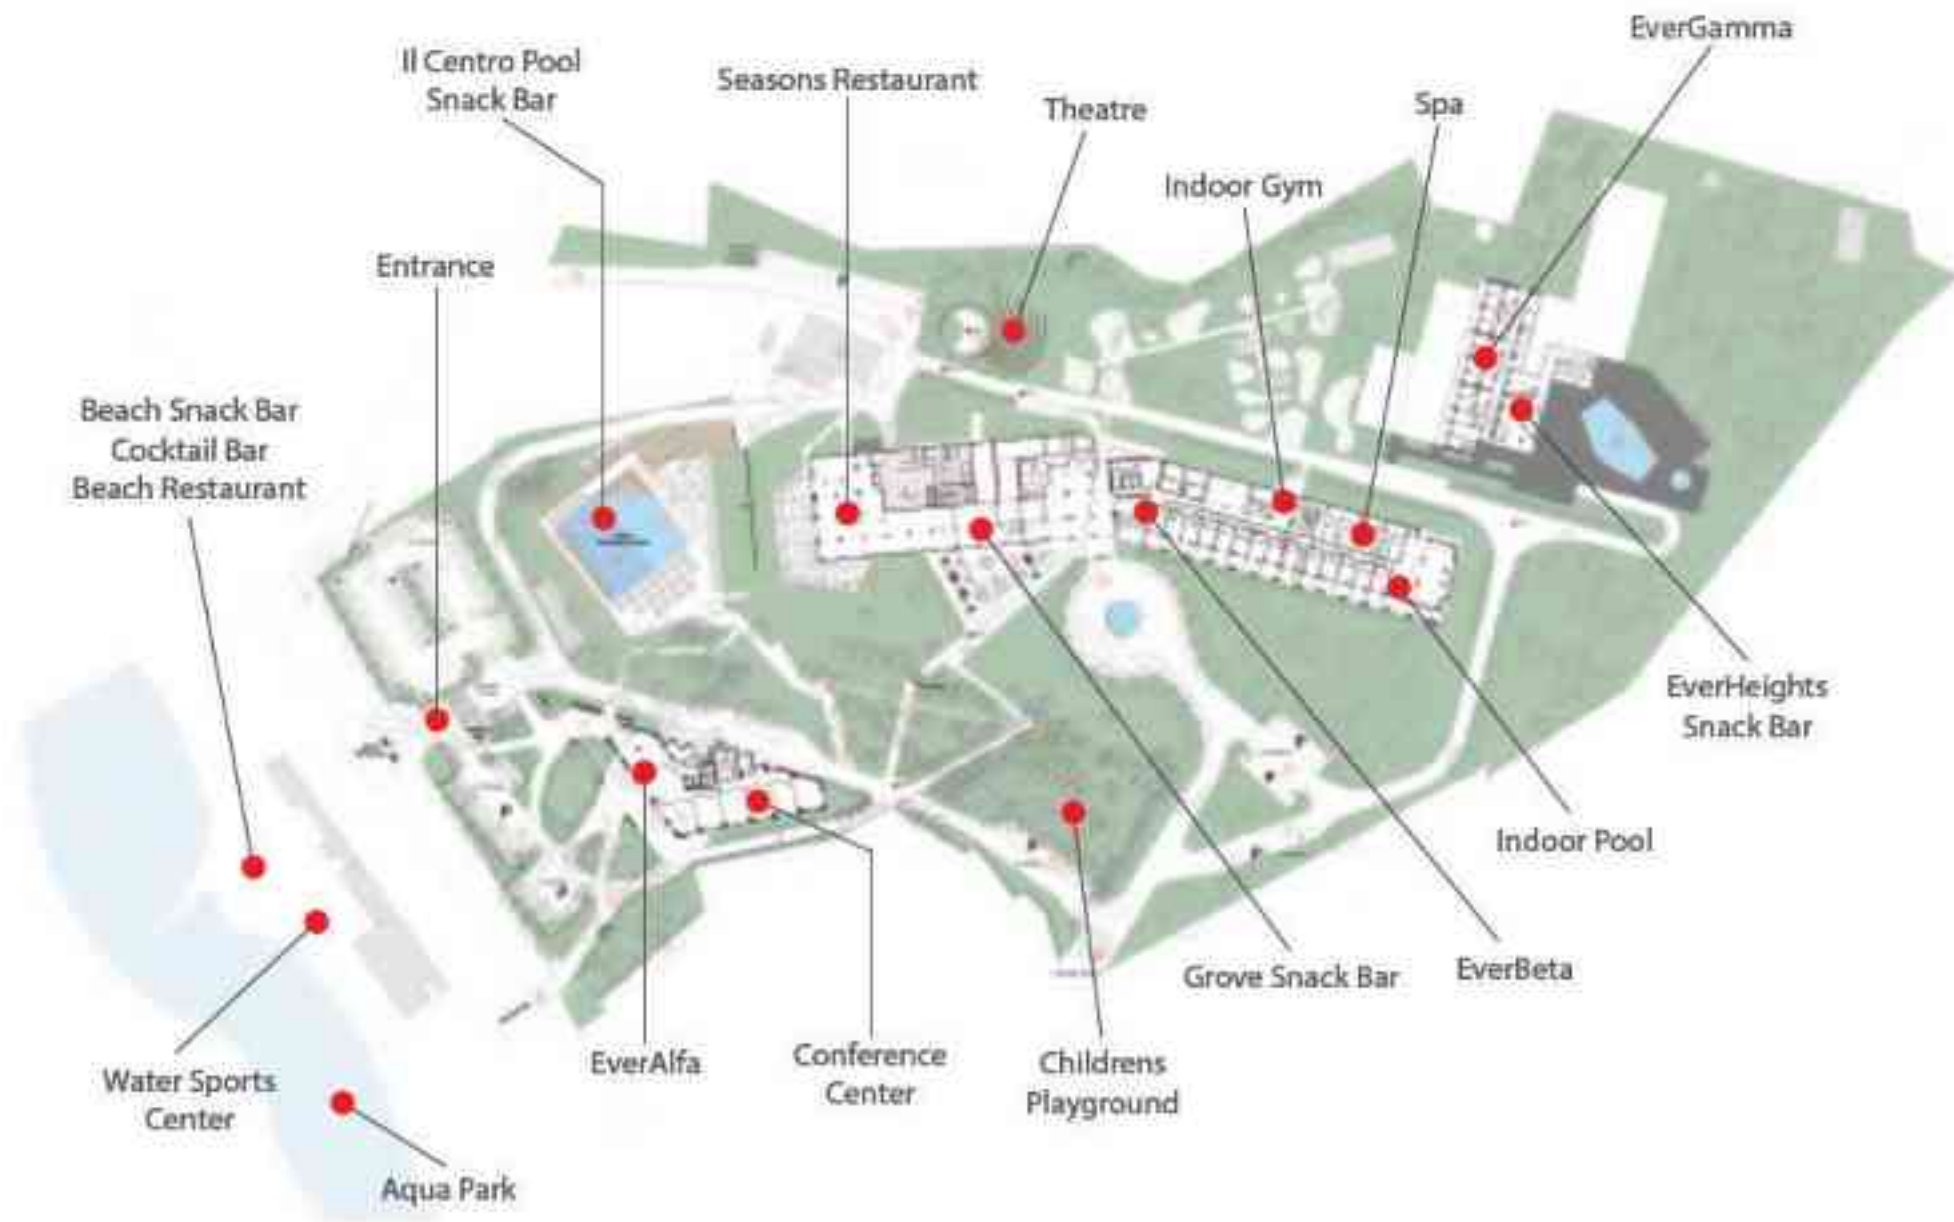 EverGamma
Il Centro Pool
Snack Bar
Seasons Restaurant
Theatre
Spa
Indoor Gym
Entrance
Beach Snack Bar
Cocktail Bar
Beach Restaurant
EverHeights
Snack Bar
Indoor Pool
EverBeta
Grove Snack Bar
Conference
Center
EverAlfa
Childrens
Playground
Water Sports
Center
Aqua Park